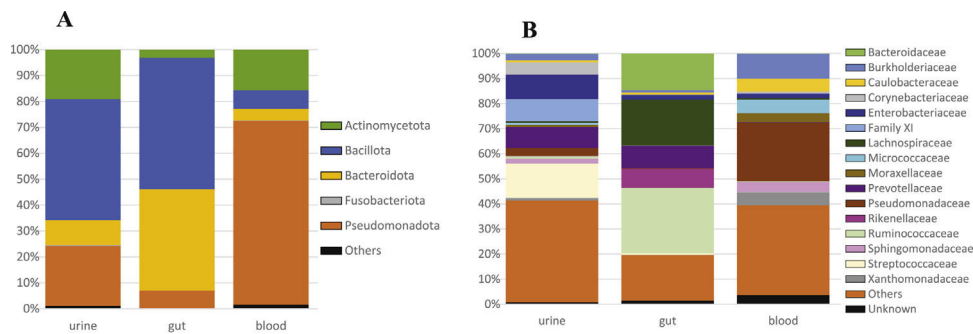 A
100%
90%
80%
70%
60%
50%
40%
30%
20%
10%
0%
urine gut blood
Actinomycetota
Bacillota
Bacteroidota
Fusobacteriota
Pseudomonadota
Others
B
100%
90%
80%
70%
60%
50%
40%
30%
20%
10%
0%
urine gut blood
Bacteroidaceae
Burkholderiaceae
Caulobacteraceae
Corynebacteriaceae
Enterobacteriaceae
Family XI
Lachnospiraceae
Micrococcaceae
Moraxellaceae
Prevotellaceae
Pseudomonadaceae
Rikenellaceae
Ruminococcaceae
Sphingomonadaceae
Streptococcaceae
Xanthomonadaceae
Others
Unknown